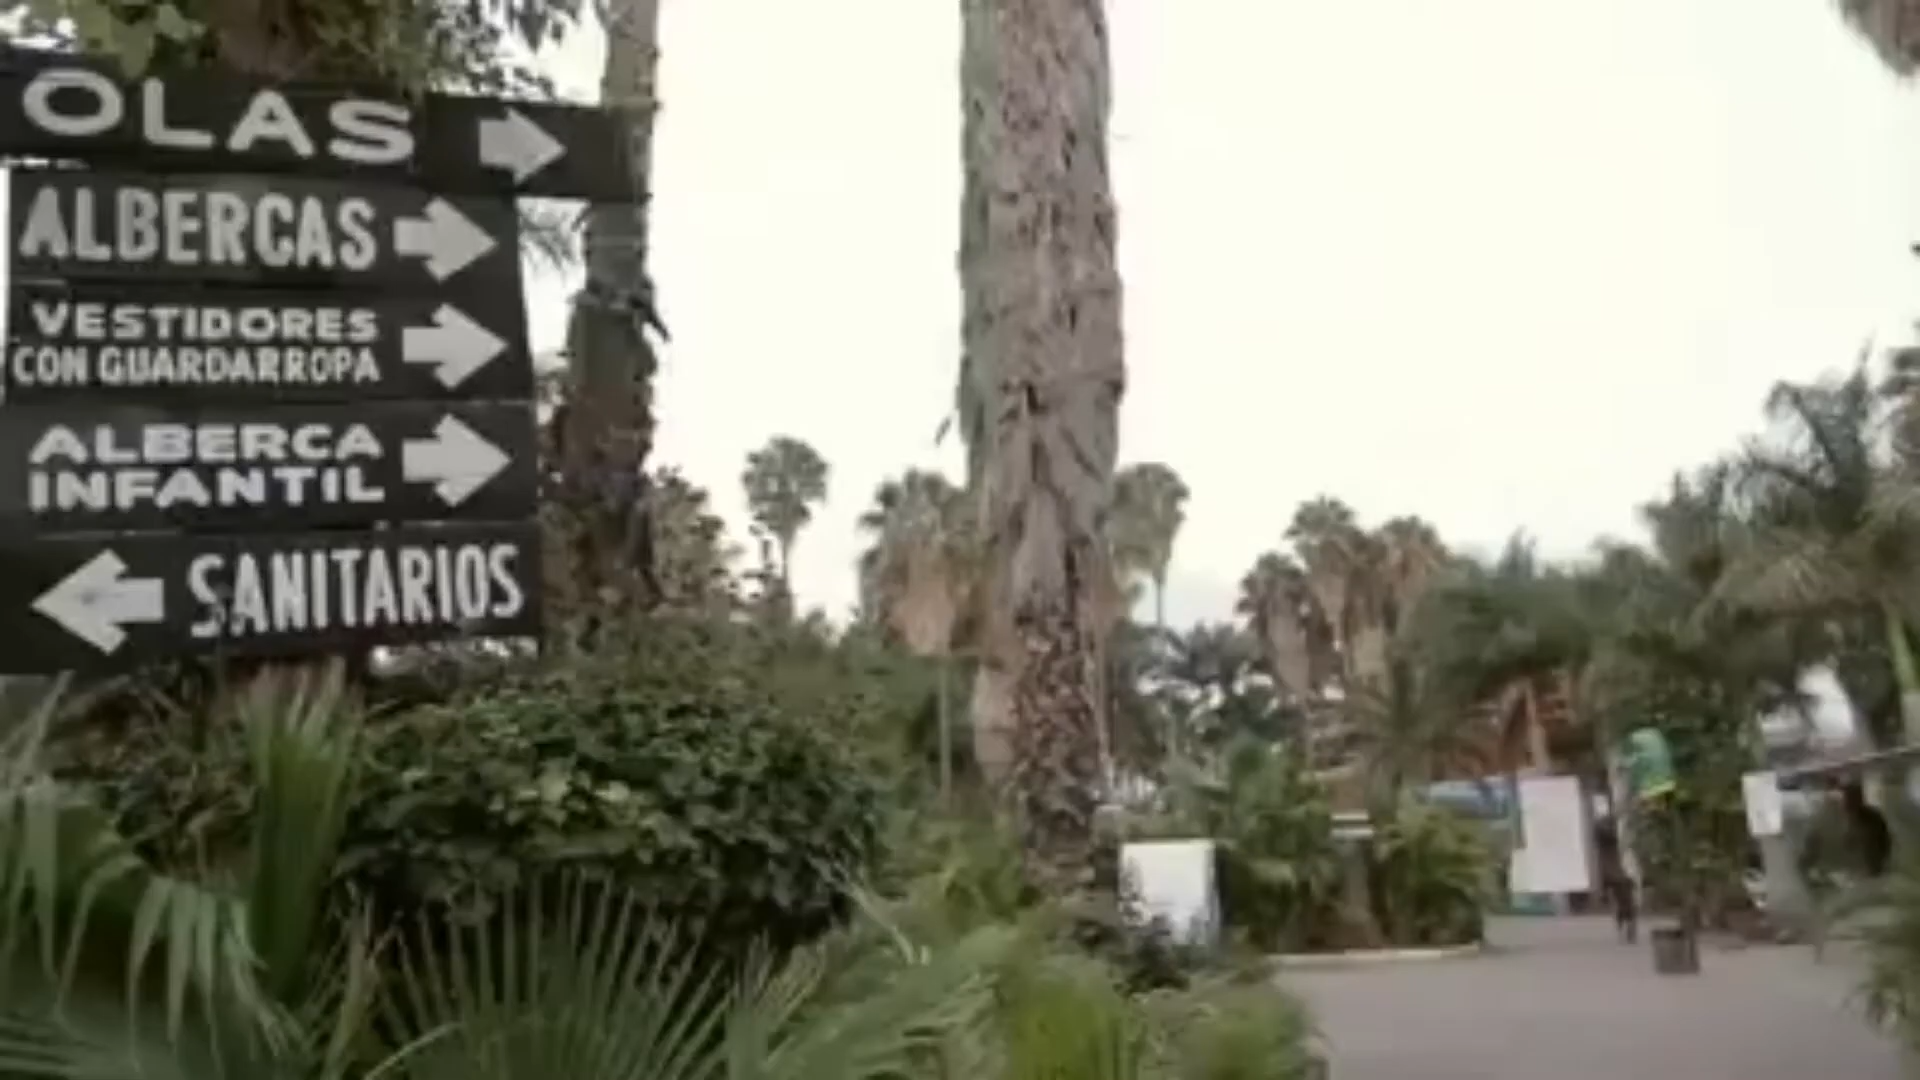 OLAS
ALBERCAS
VESTIDORES
CON GUARDARROPA
ALBERCA
INFANTIL
SANITARIOS